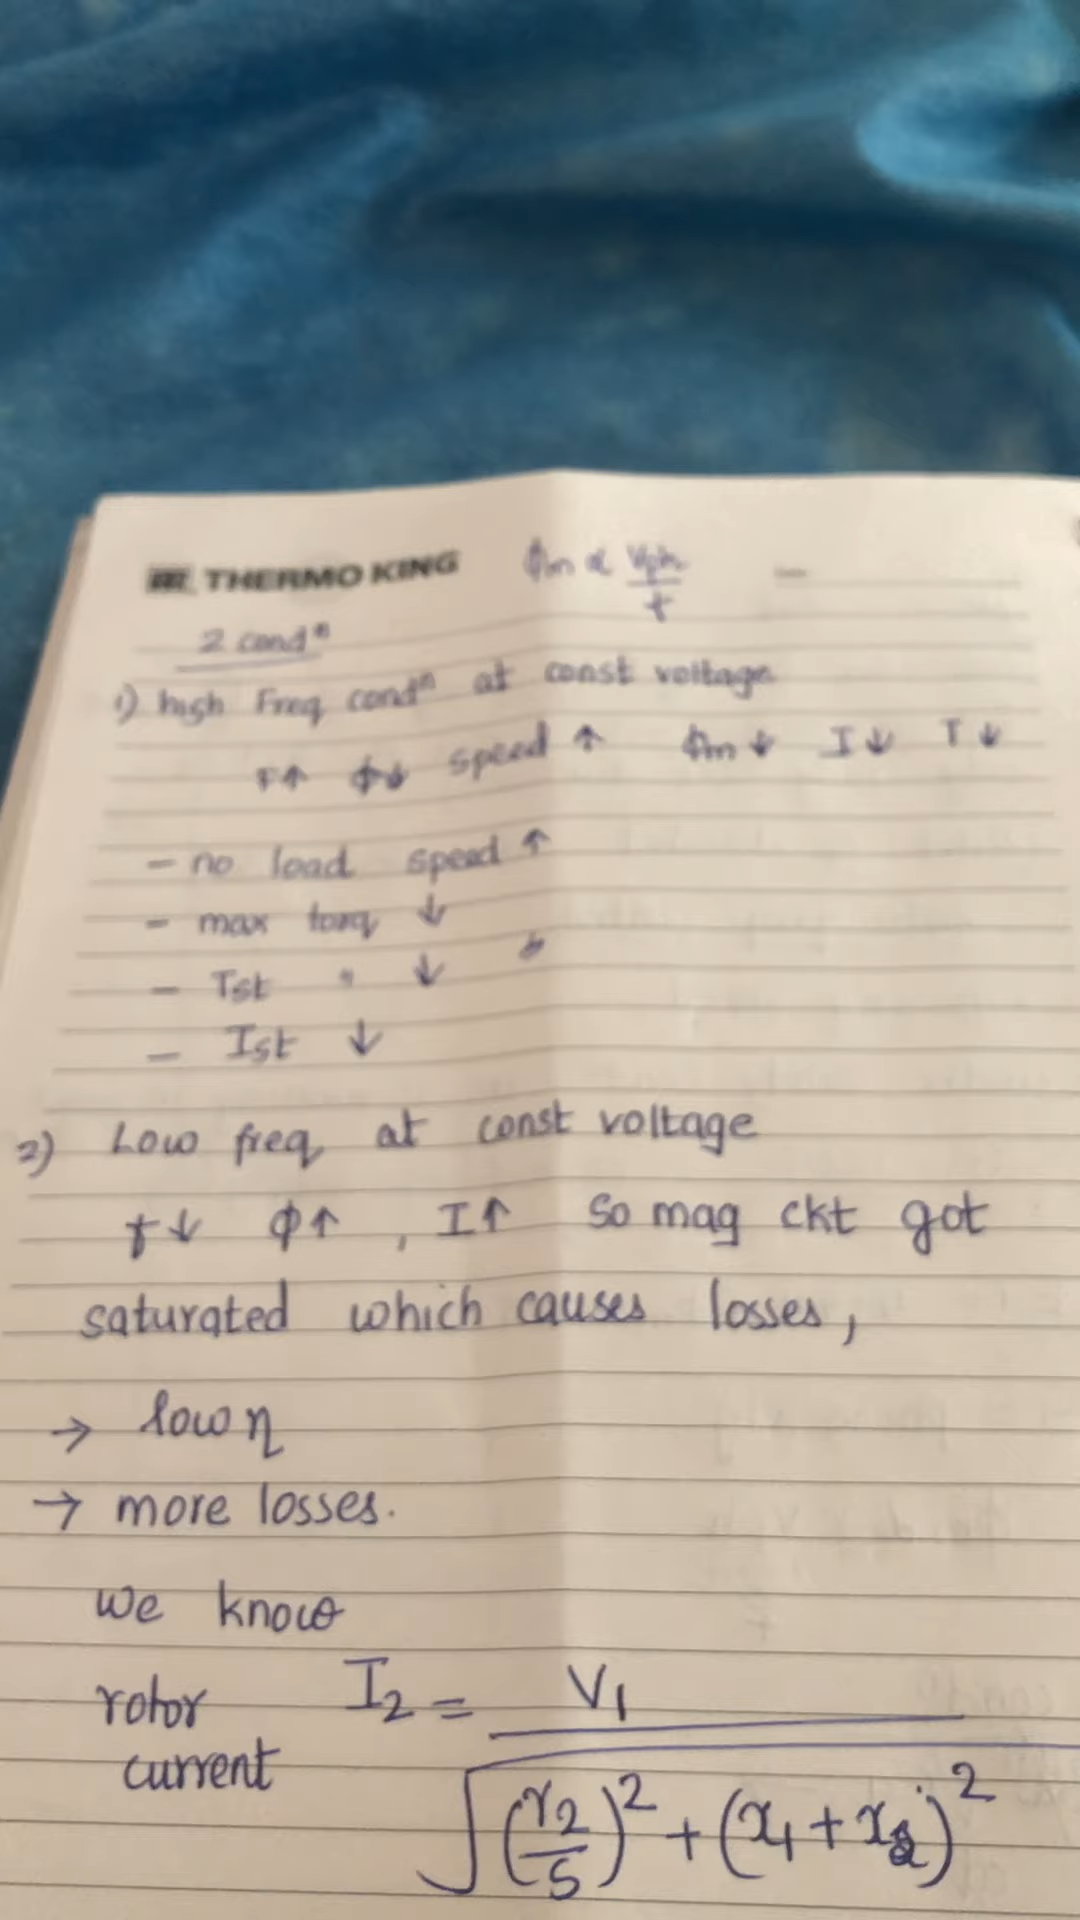 THERMO KING ϕm ∝ Vph / f
2 condⁿ
1) high Freq condⁿ at const voltage
F↑ ϕ↓ speed ↑ ϕm ↓ I↓ T↓
- no load speed ↑
- max torq ↓
- Tst " ↓
- Ist ↓
2) Low freq at const voltage
f↓ ϕ↑ , I↑ so mag ckt got
saturated which causes losses,
→ low η
→ more losses.
we know
rotor current I₂ = V₁ / √((r₂/s)² + (x₁ + x₂)²)